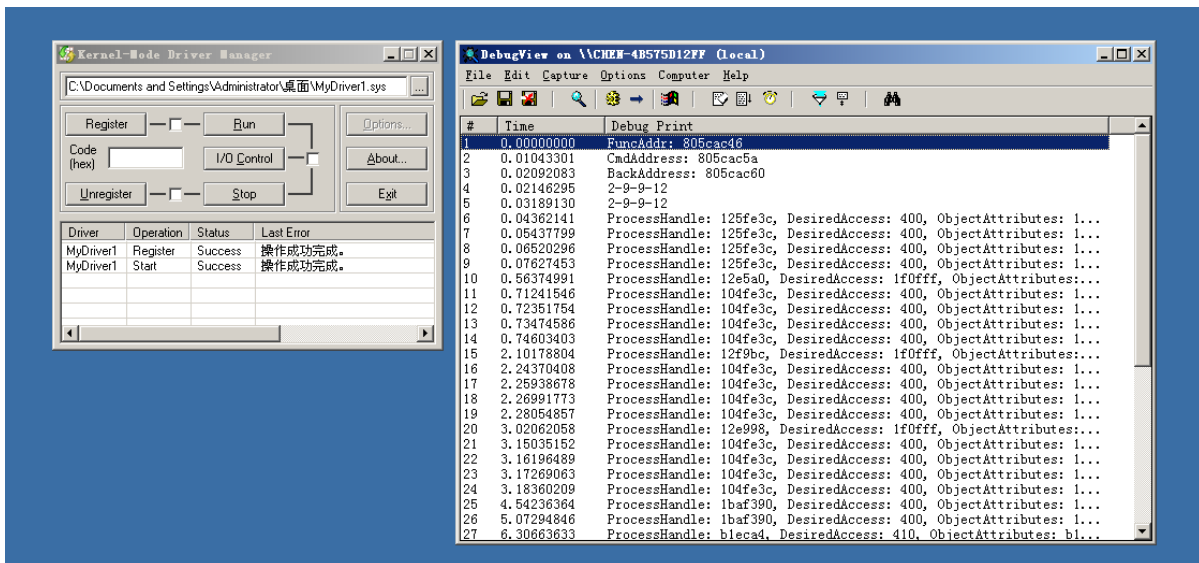 Kernel-Mode Driver Manager
C:\Documents and Settings\Administrator\桌面\MyDriver1.sys
...
Register
Run
Options...
Code
(hex)
I/O Control
About...
Unregister
Stop
Exit
Driver Operation Status Last Error
MyDriver1 Register Success 操作成功完成。
MyDriver1 Start Success 操作成功完成。
DebugView on \\CHEN-4B575D12FF (local)
File Edit Capture Options Computer Help
# Time Debug Print
1 0.00000000 FuncAddr: 805cac46
2 0.01043301 CmdAddress: 805cac5a
3 0.02092083 BackAddress: 805cac60
4 0.02146295 2-9-9-12
5 0.03189130 2-9-9-12
6 0.04362141 ProcessHandle: 125fe3c, DesiredAccess: 400, ObjectAttributes: 1...
7 0.05437799 ProcessHandle: 125fe3c, DesiredAccess: 400, ObjectAttributes: 1...
8 0.06520296 ProcessHandle: 125fe3c, DesiredAccess: 400, ObjectAttributes: 1...
9 0.07627453 ProcessHandle: 125fe3c, DesiredAccess: 400, ObjectAttributes: 1...
10 0.56374991 ProcessHandle: 12e5a0, DesiredAccess: 1f0fff, ObjectAttributes:...
11 0.71241546 ProcessHandle: 104fe3c, DesiredAccess: 400, ObjectAttributes: 1...
12 0.72351754 ProcessHandle: 104fe3c, DesiredAccess: 400, ObjectAttributes: 1...
13 0.73474586 ProcessHandle: 104fe3c, DesiredAccess: 400, ObjectAttributes: 1...
14 0.74603403 ProcessHandle: 104fe3c, DesiredAccess: 400, ObjectAttributes: 1...
15 2.10178804 ProcessHandle: 12f9bc, DesiredAccess: 1f0fff, ObjectAttributes:...
16 2.24370408 ProcessHandle: 104fe3c, DesiredAccess: 400, ObjectAttributes: 1...
17 2.25938678 ProcessHandle: 104fe3c, DesiredAccess: 400, ObjectAttributes: 1...
18 2.26991773 ProcessHandle: 104fe3c, DesiredAccess: 400, ObjectAttributes: 1...
19 2.28054857 ProcessHandle: 104fe3c, DesiredAccess: 400, ObjectAttributes: 1...
20 3.02062058 ProcessHandle: 12e998, DesiredAccess: 1f0fff, ObjectAttributes:...
21 3.15035152 ProcessHandle: 104fe3c, DesiredAccess: 400, ObjectAttributes: 1...
22 3.16196489 ProcessHandle: 104fe3c, DesiredAccess: 400, ObjectAttributes: 1...
23 3.17269063 ProcessHandle: 104fe3c, DesiredAccess: 400, ObjectAttributes: 1...
24 3.18360209 ProcessHandle: 104fe3c, DesiredAccess: 400, ObjectAttributes: 1...
25 4.54236364 ProcessHandle: 1baf390, DesiredAccess: 400, ObjectAttributes: 1...
26 5.07294846 ProcessHandle: 1baf390, DesiredAccess: 400, ObjectAttributes: 1...
27 6.30663633 ProcessHandle: b1eca4, DesiredAccess: 410, ObjectAttributes: b1...